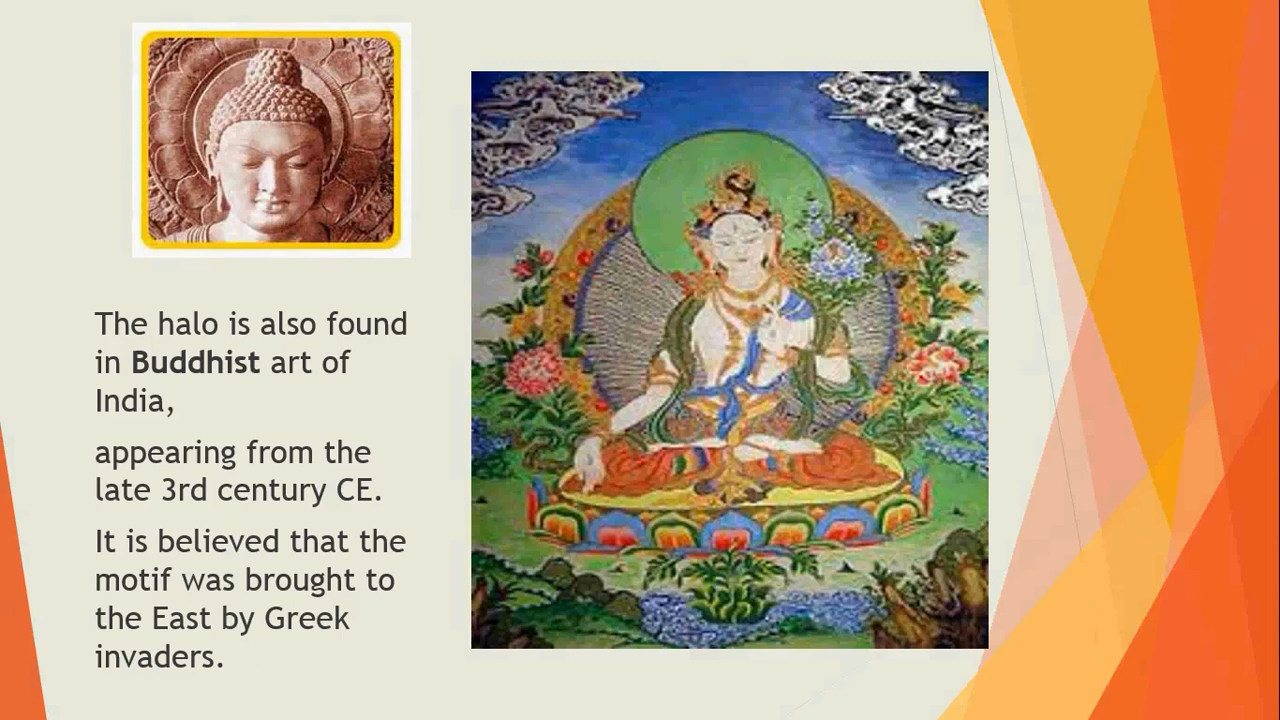 The halo is also found
in Buddhist art of
India,
appearing from the
late 3rd century CE.
It is believed that the
motif was brought to
the East by Greek
invaders.